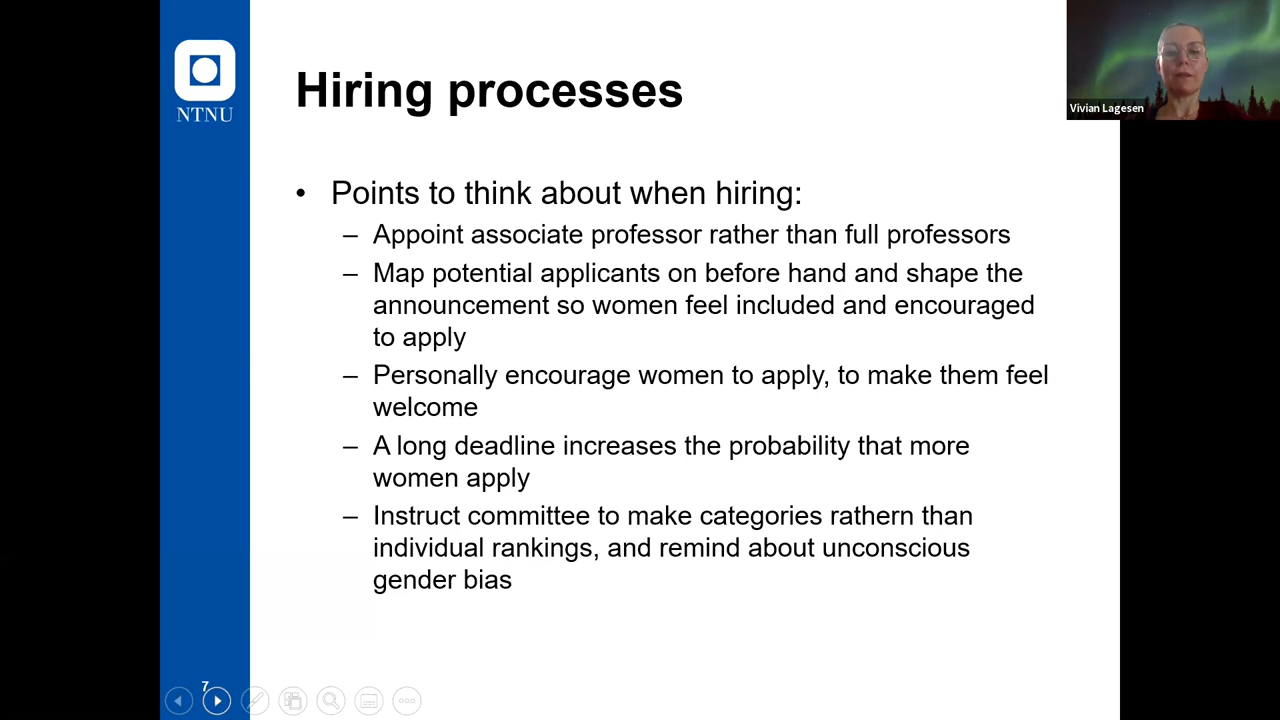 NTNU
Hiring processes
Vivian Lagesen
• Points to think about when hiring:
– Appoint associate professor rather than full professors
– Map potential applicants on before hand and shape the
announcement so women feel included and encouraged
to apply
– Personally encourage women to apply, to make them feel
welcome
– A long deadline increases the probability that more
women apply
– Instruct committee to make categories rathern than
individual rankings, and remind about unconscious
gender bias
7